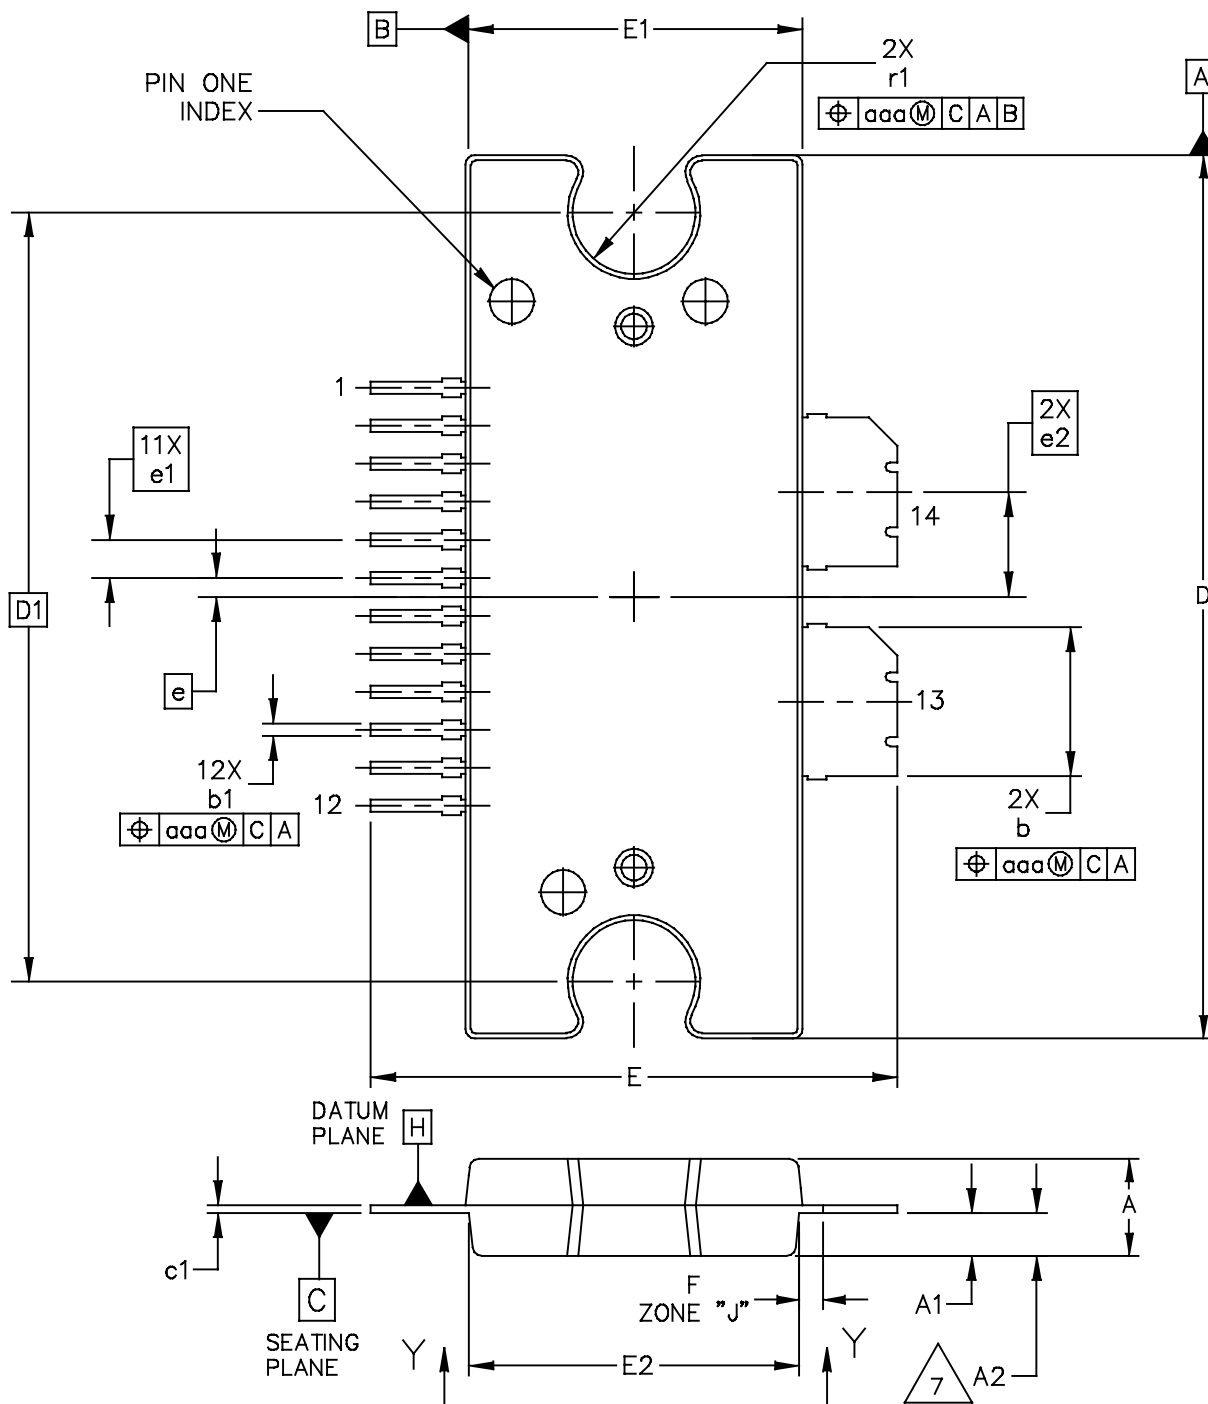 B
E1
2X
r1
⌖ aaa Ⓜ C A B
A
PIN ONE
INDEX
1
2X
e2
11X
e1
14
D1
D
e
13
12X
b1
⌖ aaa Ⓜ C A
12
2X
b
⌖ aaa Ⓜ C A
E
DATUM
PLANE
H
A
c1
C
F
ZONE "J"
A1
SEATING
PLANE
Y
E2
Y
7
A2